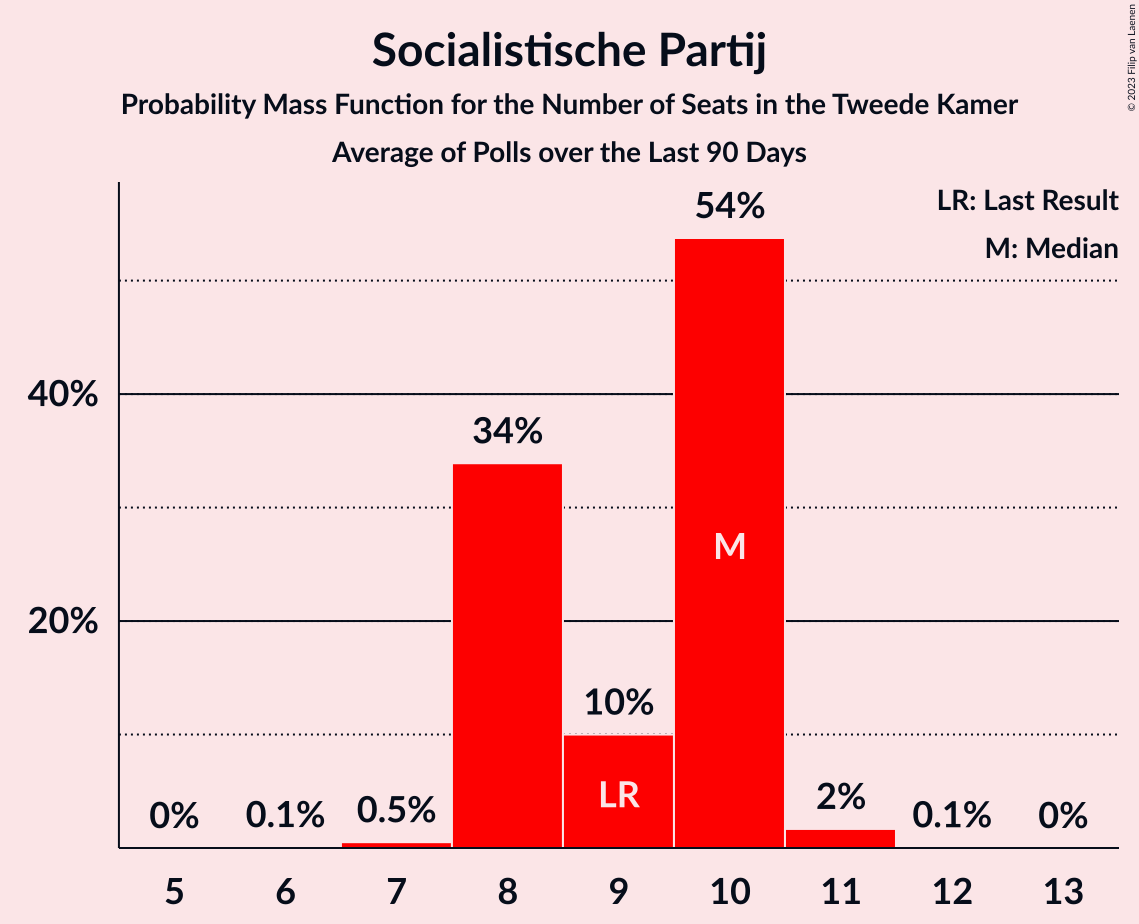 Socialistische Partij
Probability Mass Function for the Number of Seats in the Tweede Kamer
Average of Polls over the Last 90 Days
© 2023 Filip van Laenen
LR: Last Result
M: Median
40%
20%
0%
0.1%
0.5%
34%
10%
54%
2%
0.1%
0%
LR
M
5 6 7 8 9 10 11 12 13